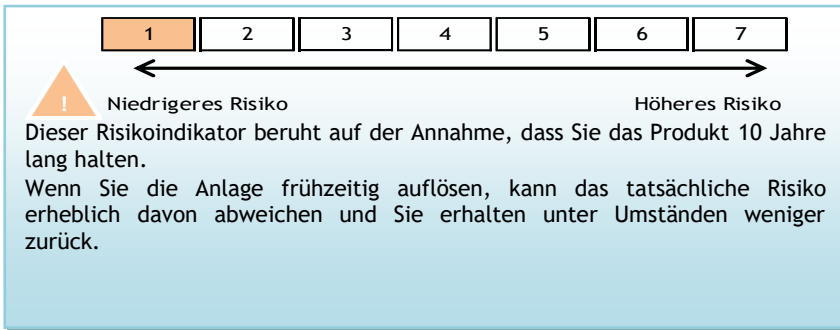 1 2 3 4 5 6 7
!
Niedrigeres Risiko Höheres Risiko
Dieser Risikoindikator beruht auf der Annahme, dass Sie das Produkt 10 Jahre
lang halten.
Wenn Sie die Anlage frühzeitig auflösen, kann das tatsächliche Risiko
erheblich davon abweichen und Sie erhalten unter Umständen weniger
zurück.